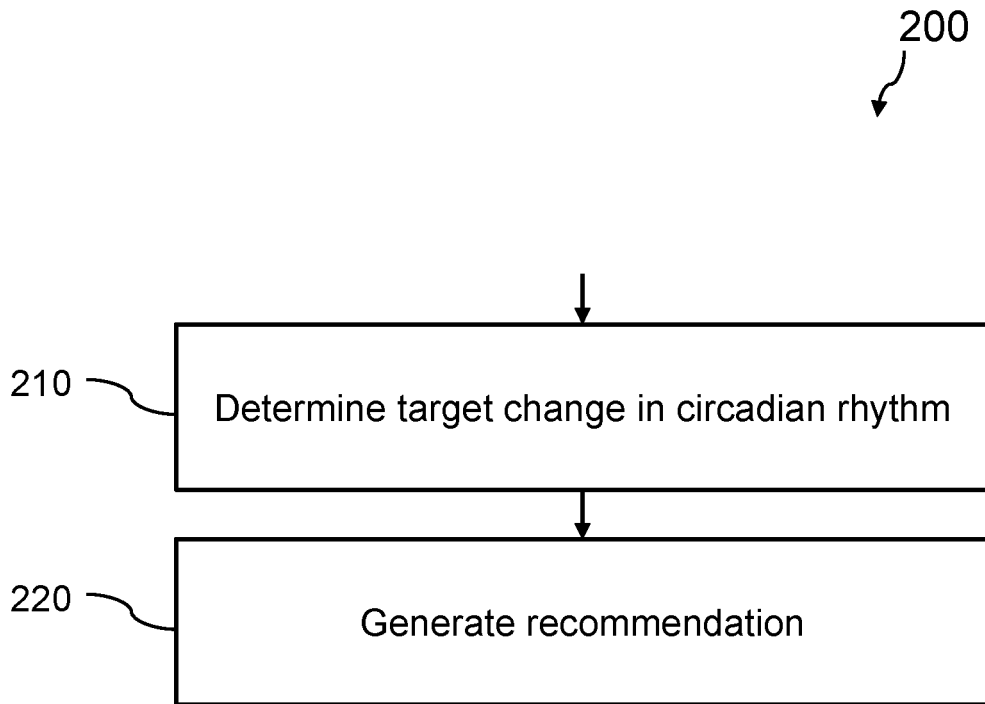 200
210
Determine target change in circadian rhythm
220
Generate recommendation